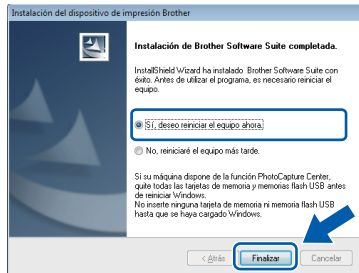 Instalación del dispositivo de impresión Brother
Instalación de Brother Software Suite completada.
InstallShield Wizard ha instalado Brother Software Suite con
éxito. Antes de utilizar el programa, es necesario reiniciar el
equipo.
Sí, deseo reiniciar el equipo ahora.
No, reiniciaré el equipo más tarde.
Si su máquina dispone de la función PhotoCapture Center,
quite todas las tarjetas de memoria y memorias flash USB antes
de reiniciar Windows.
No inserte ninguna tarjeta de memoria ni memoria flash USB
hasta que se haya cargado Windows.
< Atrás Finalizar Cancelar